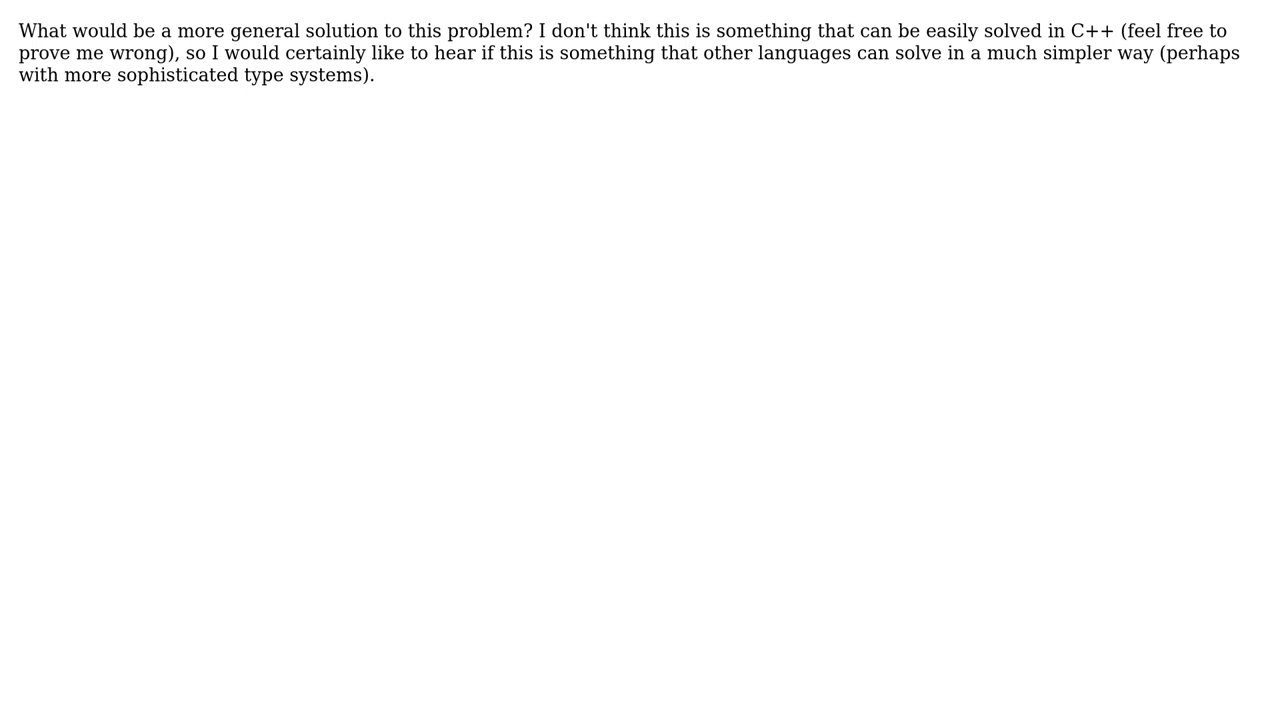 What would be a more general solution to this problem? I don't think this is something that can be easily solved in C++ (feel free to
prove me wrong), so I would certainly like to hear if this is something that other languages can solve in a much simpler way (perhaps
with more sophisticated type systems).